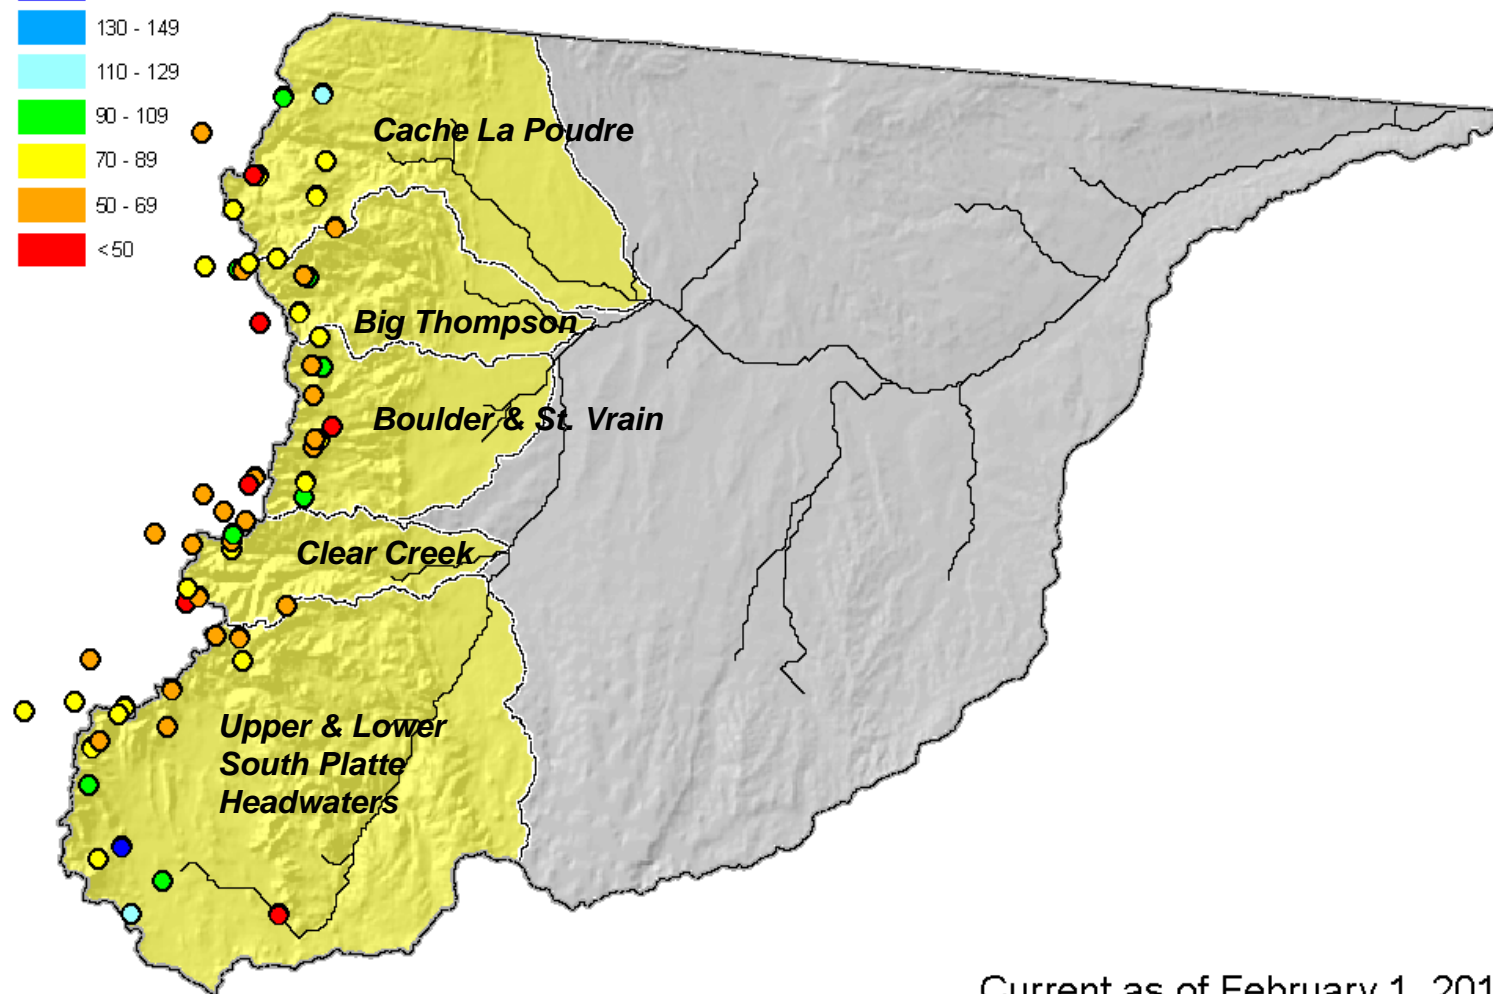 130 - 149
110 - 129
90 - 109
70 - 89
50 - 69
<50
Cache La Poudre
Big Thompson
Boulder & St. Vrain
Clear Creek
Upper & Lower
South Platte
Headwaters
Current as of February 1, 201